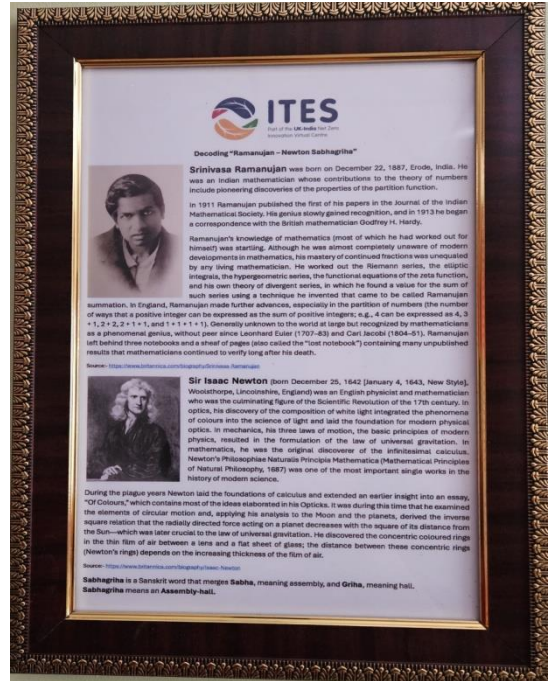 ITES
Part of the UK-India Net Zero
Innovation Virtual Centre
Decoding "Ramanujan – Newton Sabhagriha"
Srinivasa Ramanujan was born on December 22, 1887, Erode, India. He
was an Indian mathematician whose contributions to the theory of numbers
include pioneering discoveries of the properties of the partition function.
In 1911 Ramanujan published the first of his papers in the Journal of the Indian
Mathematical Society. His genius slowly gained recognition, and in 1913 he began
a correspondence with the British mathematician Godfrey H. Hardy.
Ramanujan's knowledge of mathematics (most of which he had worked out for
himself) was startling. Although he was almost completely unaware of modern
developments in mathematics, his mastery of continued fractions was unequaled
by any living mathematician. He worked out the Riemann series, the elliptic
integrals, the hypergeometric series, the functional equations of the zeta function,
and his own theory of divergent series, in which he found a value for the sum of
such series using a technique he invented that came to be called Ramanujan
summation. In England, Ramanujan made further advances, especially in the partition of numbers (the number
of ways that a positive integer can be expressed as the sum of positive integers; e.g., 4 can be expressed as 4, 3
+ 1, 2 + 2, 2 + 1 + 1, and 1 + 1 + 1 + 1). Generally unknown to the world at large but recognized by mathematicians
as a phenomenal genius, without peer since Leonhard Euler (1707–83) and Carl Jacobi (1804–51). Ramanujan
left behind three notebooks and a sheaf of pages (also called the "lost notebook") containing many unpublished
results that mathematicians continued to verify long after his death.
Source:- https://www.britannica.com/biography/Srinivasa-Ramanujan
Sir Isaac Newton (born December 25, 1642 [January 4, 1643, New Style],
Woolsthorpe, Lincolnshire, England) was an English physicist and mathematician
who was the culminating figure of the Scientific Revolution of the 17th century. In
optics, his discovery of the composition of white light integrated the phenomena
of colours into the science of light and laid the foundation for modern physical
optics. In mechanics, his three laws of motion, the basic principles of modern
physics, resulted in the formulation of the law of universal gravitation. In
mathematics, he was the original discoverer of the infinitesimal calculus.
Newton's Philosophiae Naturalis Principia Mathematica (Mathematical Principles
of Natural Philosophy, 1687) was one of the most important single works in the
history of modern science.
During the plague years Newton laid the foundations of calculus and extended an earlier insight into an essay,
"Of Colours," which contains most of the ideas elaborated in his Opticks. It was during this time that he examined
the elements of circular motion and, applying his analysis to the Moon and the planets, derived the inverse
square relation that the radially directed force acting on a planet decreases with the square of its distance from
the Sun—which was later crucial to the law of universal gravitation. He discovered the concentric coloured rings
in the thin film of air between a lens and a flat sheet of glass; the distance between these concentric rings
(Newton's rings) depends on the increasing thickness of the film of air.
Source:- https://www.britannica.com/biography/Isaac-Newton
Sabhagriha is a Sanskrit word that merges Sabha, meaning assembly, and Griha, meaning hall.
Sabhagriha means an Assembly-hall.